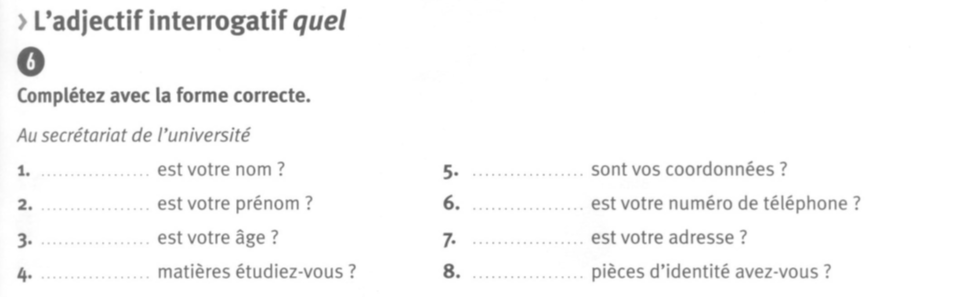 › L'adjectif interrogatif quel
6
Complétez avec la forme correcte.
Au secrétariat de l'université
1. .................. est votre nom ?
2. .................. est votre prénom ?
3. .................. est votre âge ?
4. .................. matières étudiez-vous ?
5. .................. sont vos coordonnées ?
6. .................. est votre numéro de téléphone ?
7. .................. est votre adresse ?
8. .................. pièces d'identité avez-vous ?